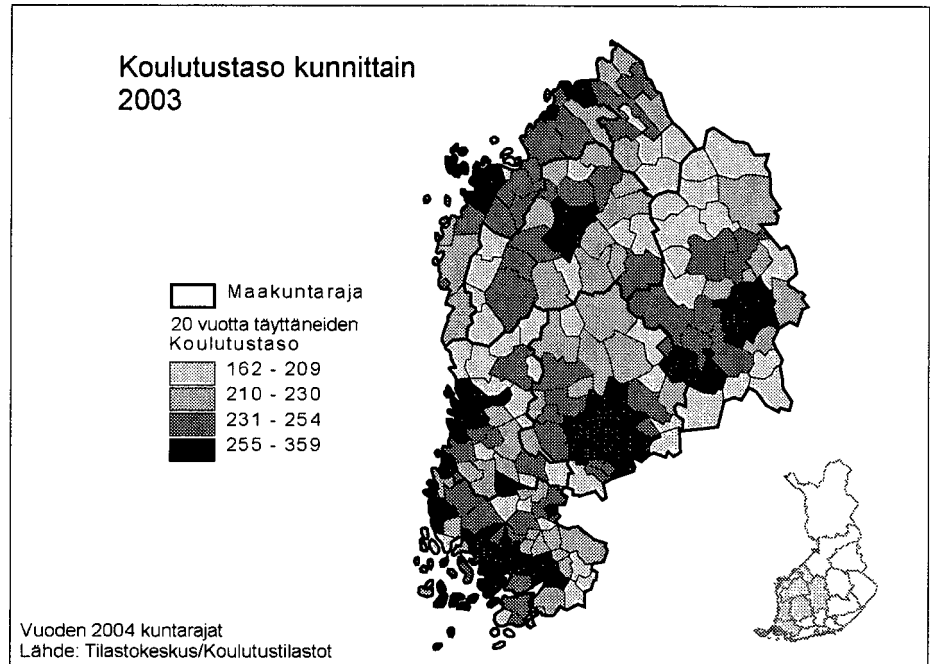 Koulutustaso kunnittain
2003
Maakuntaraja
20 vuotta täyttäneiden
Koulutustaso
162 - 209
210 - 230
231 - 254
255 - 359
Vuoden 2004 kuntarajat
Lähde: Tilastokeskus/Koulutustilastot